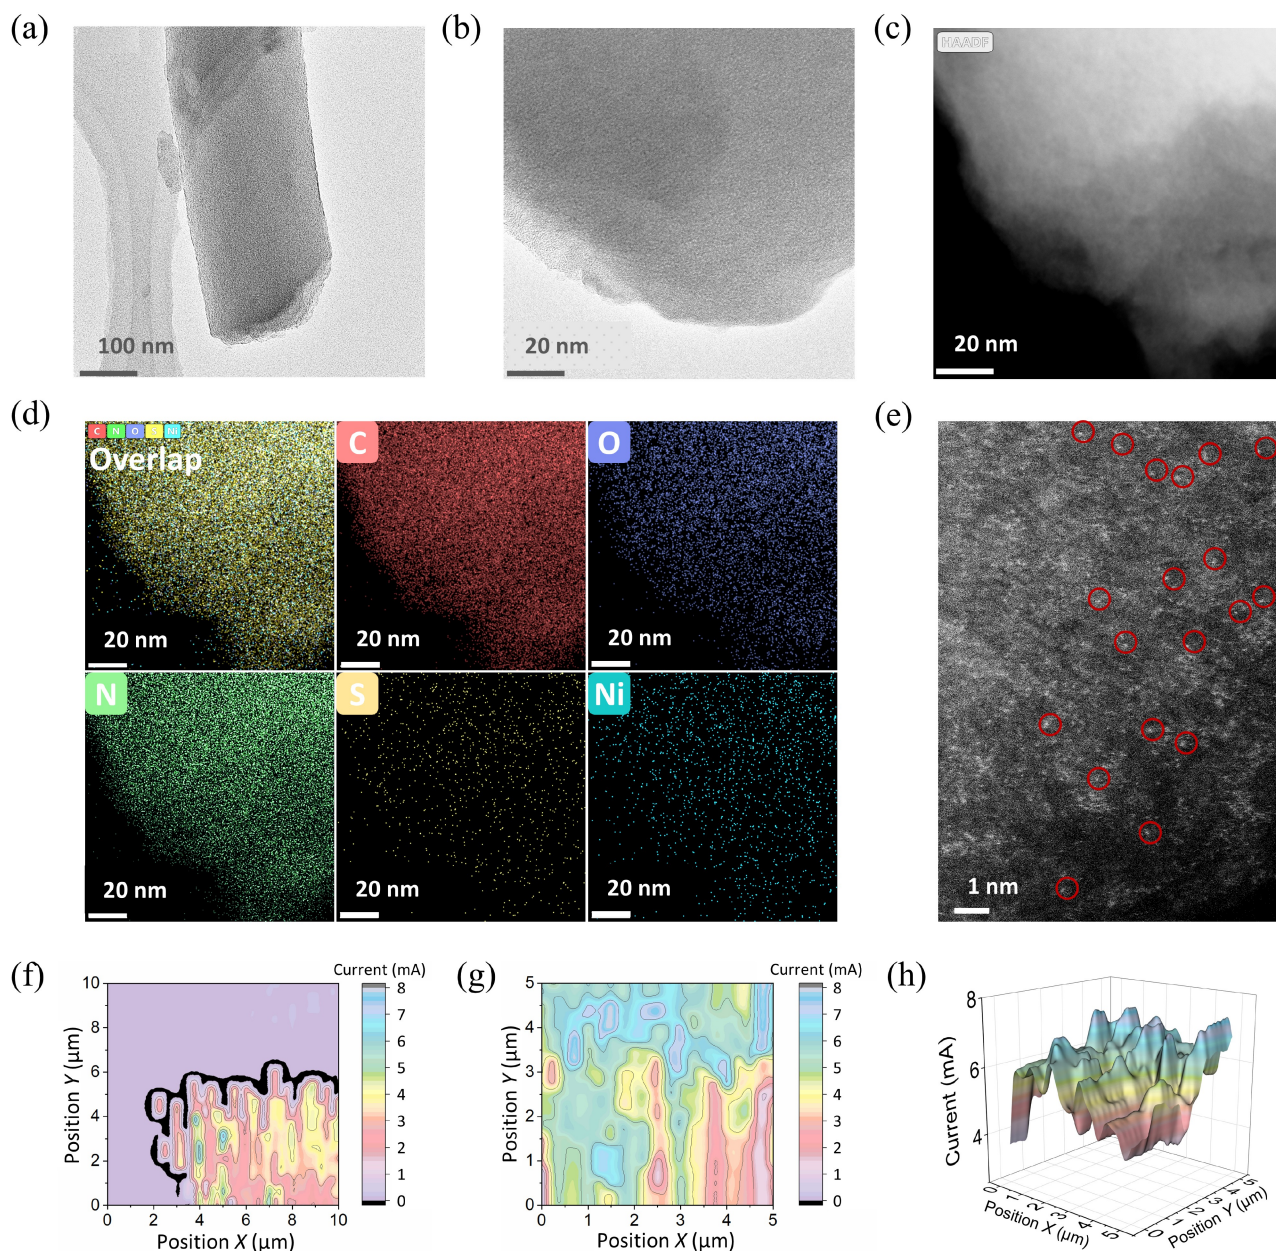 (a)
100 nm
(b)
20 nm
(c)
HAADF
20 nm
(d)
C N O S Ni
Overlap
20 nm
C
20 nm
O
20 nm
N
20 nm
S
20 nm
Ni
20 nm
(e)
1 nm
(f)
Current (mA)
10
8
6
4
2
0
Position Y (μm)
0 2 4 6 8 10
Position X (μm)
8
7
6
5
4
3
2
1
0
(g)
Current (mA)
5
4
3
2
1
0
Position Y (μm)
0 1 2 3 4 5
Position X (μm)
8
7
6
5
4
3
2
1
0
(h)
8
6
4
Current (mA)
0 1 2 3 4 5
Position X (μm)
0 1 2 3 4 5
Position Y (μm)